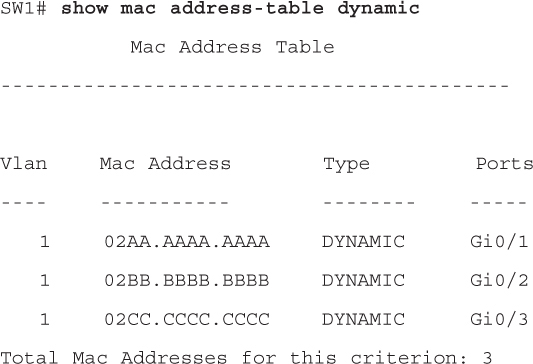 SW1# show mac address-table dynamic
Mac Address Table
-------------------------------------------
Vlan Mac Address Type Ports
---- ----------- -------- -----
1 02AA.AAAA.AAAA DYNAMIC Gi0/1
1 02BB.BBBB.BBBB DYNAMIC Gi0/2
1 02CC.CCCC.CCCC DYNAMIC Gi0/3
Total Mac Addresses for this criterion: 3